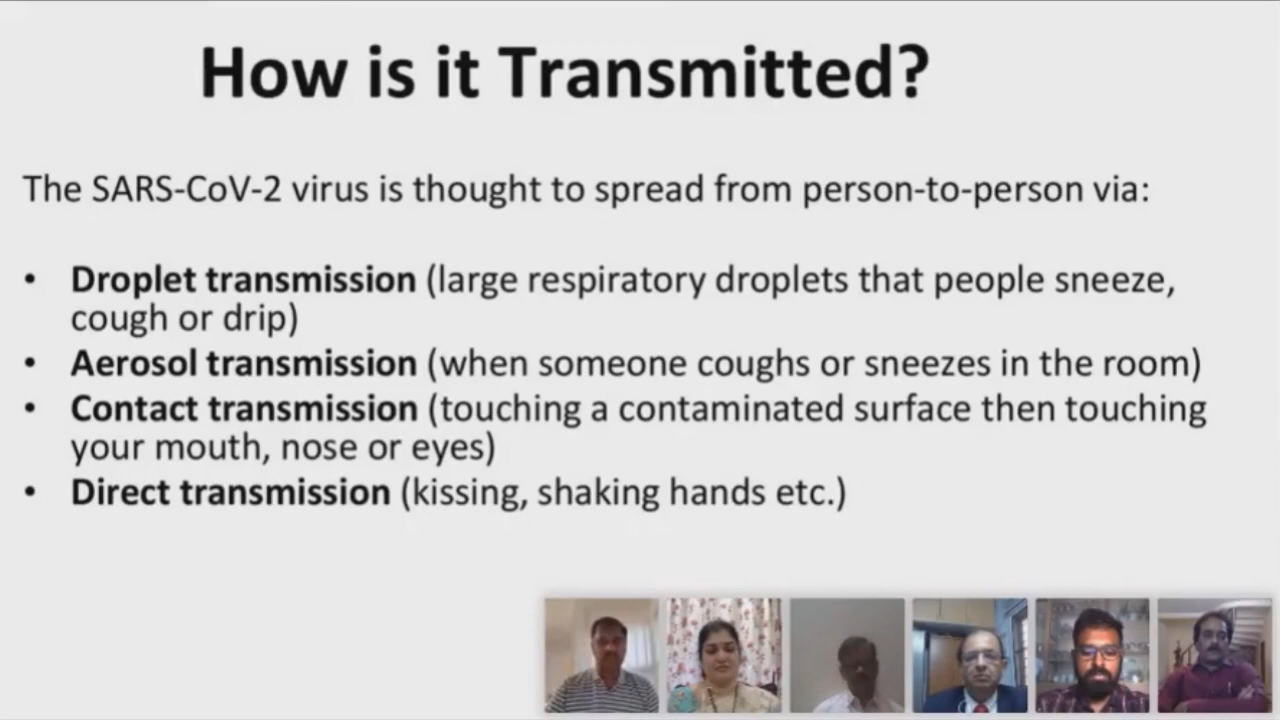 How is it Transmitted?
The SARS-CoV-2 virus is thought to spread from person-to-person via:
• Droplet transmission (large respiratory droplets that people sneeze,
cough or drip)
• Aerosol transmission (when someone coughs or sneezes in the room)
• Contact transmission (touching a contaminated surface then touching
your mouth, nose or eyes)
• Direct transmission (kissing, shaking hands etc.)